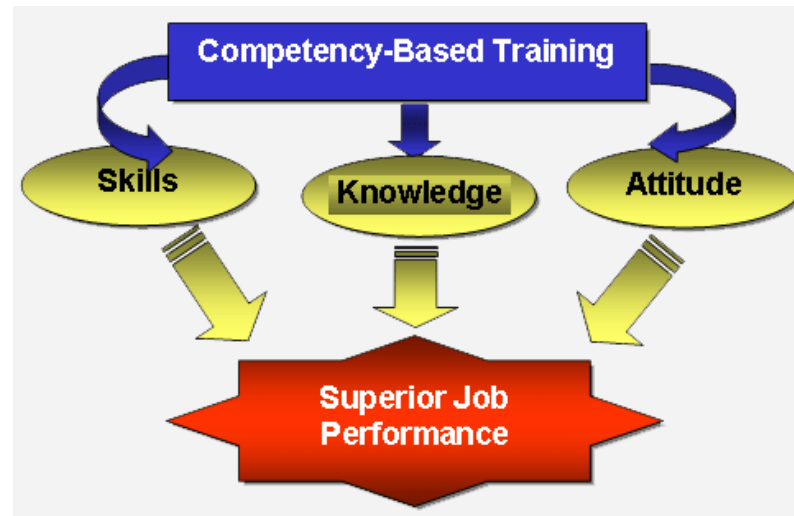 Competency-Based Training
Skills
Knowledge
Attitude
Superior Job
Performance